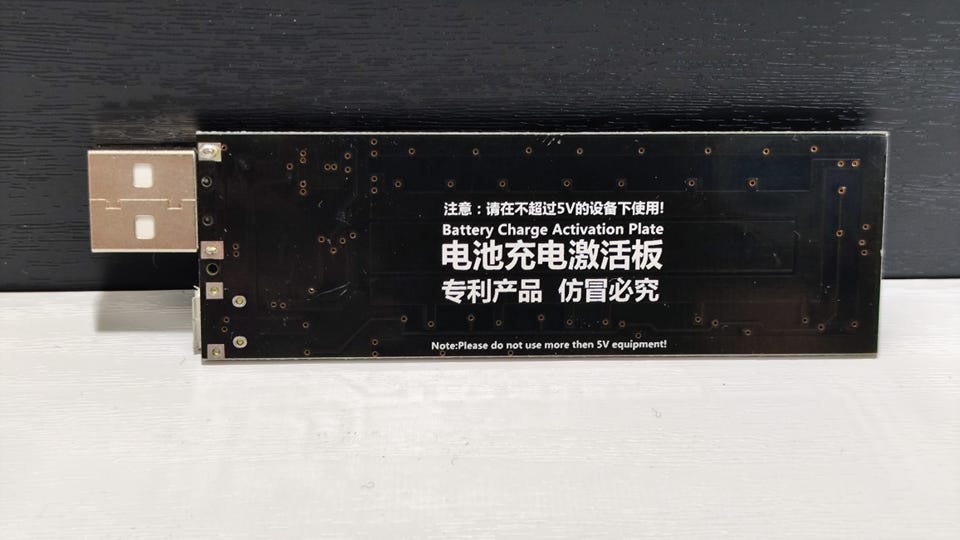 注意：请在不超过5V的设备下使用!
Battery Charge Activation Plate
电池充电激活板
专利产品 仿冒必究
Note:Please do not use more then 5V equipment!